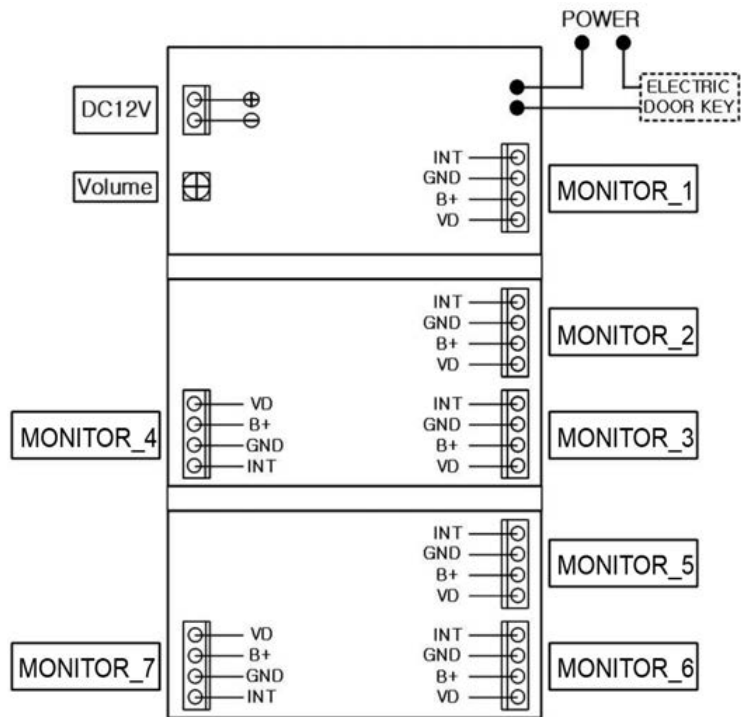 POWER
ELECTRIC
DOOR KEY
DC12V
Volume
INT
GND
B+
VD
MONITOR_1
INT
GND
B+
VD
MONITOR_2
MONITOR_4
VD
B+
GND
INT
INT
GND
B+
VD
MONITOR_3
INT
GND
B+
VD
MONITOR_5
MONITOR_7
VD
B+
GND
INT
INT
GND
B+
VD
MONITOR_6